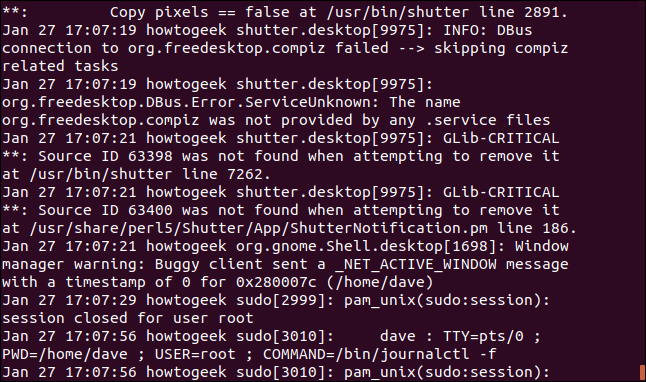 **:       Copy pixels == false at /usr/bin/shutter line 2891.
Jan 27 17:07:19 howtogeek shutter.desktop[9975]: INFO: DBus
connection to org.freedesktop.compiz failed --> skipping compiz
related tasks
Jan 27 17:07:19 howtogeek shutter.desktop[9975]:
org.freedesktop.DBus.Error.ServiceUnknown: The name
org.freedesktop.compiz was not provided by any .service files
Jan 27 17:07:21 howtogeek shutter.desktop[9975]: GLib-CRITICAL
**: Source ID 63398 was not found when attempting to remove it
at /usr/bin/shutter line 7262.
Jan 27 17:07:21 howtogeek shutter.desktop[9975]: GLib-CRITICAL
**: Source ID 63400 was not found when attempting to remove it
at /usr/share/perl5/Shutter/App/ShutterNotification.pm line 186.
Jan 27 17:07:21 howtogeek org.gnome.Shell.desktop[1698]: Window
manager warning: Buggy client sent a _NET_ACTIVE_WINDOW message
with a timestamp of 0 for 0x280007c (/home/dave)
Jan 27 17:07:29 howtogeek sudo[2999]: pam_unix(sudo:session):
session closed for user root
Jan 27 17:07:56 howtogeek sudo[3010]:     dave : TTY=pts/0 ;
PWD=/home/dave ; USER=root ; COMMAND=/bin/journalctl -f
Jan 27 17:07:56 howtogeek sudo[3010]: pam_unix(sudo:session):